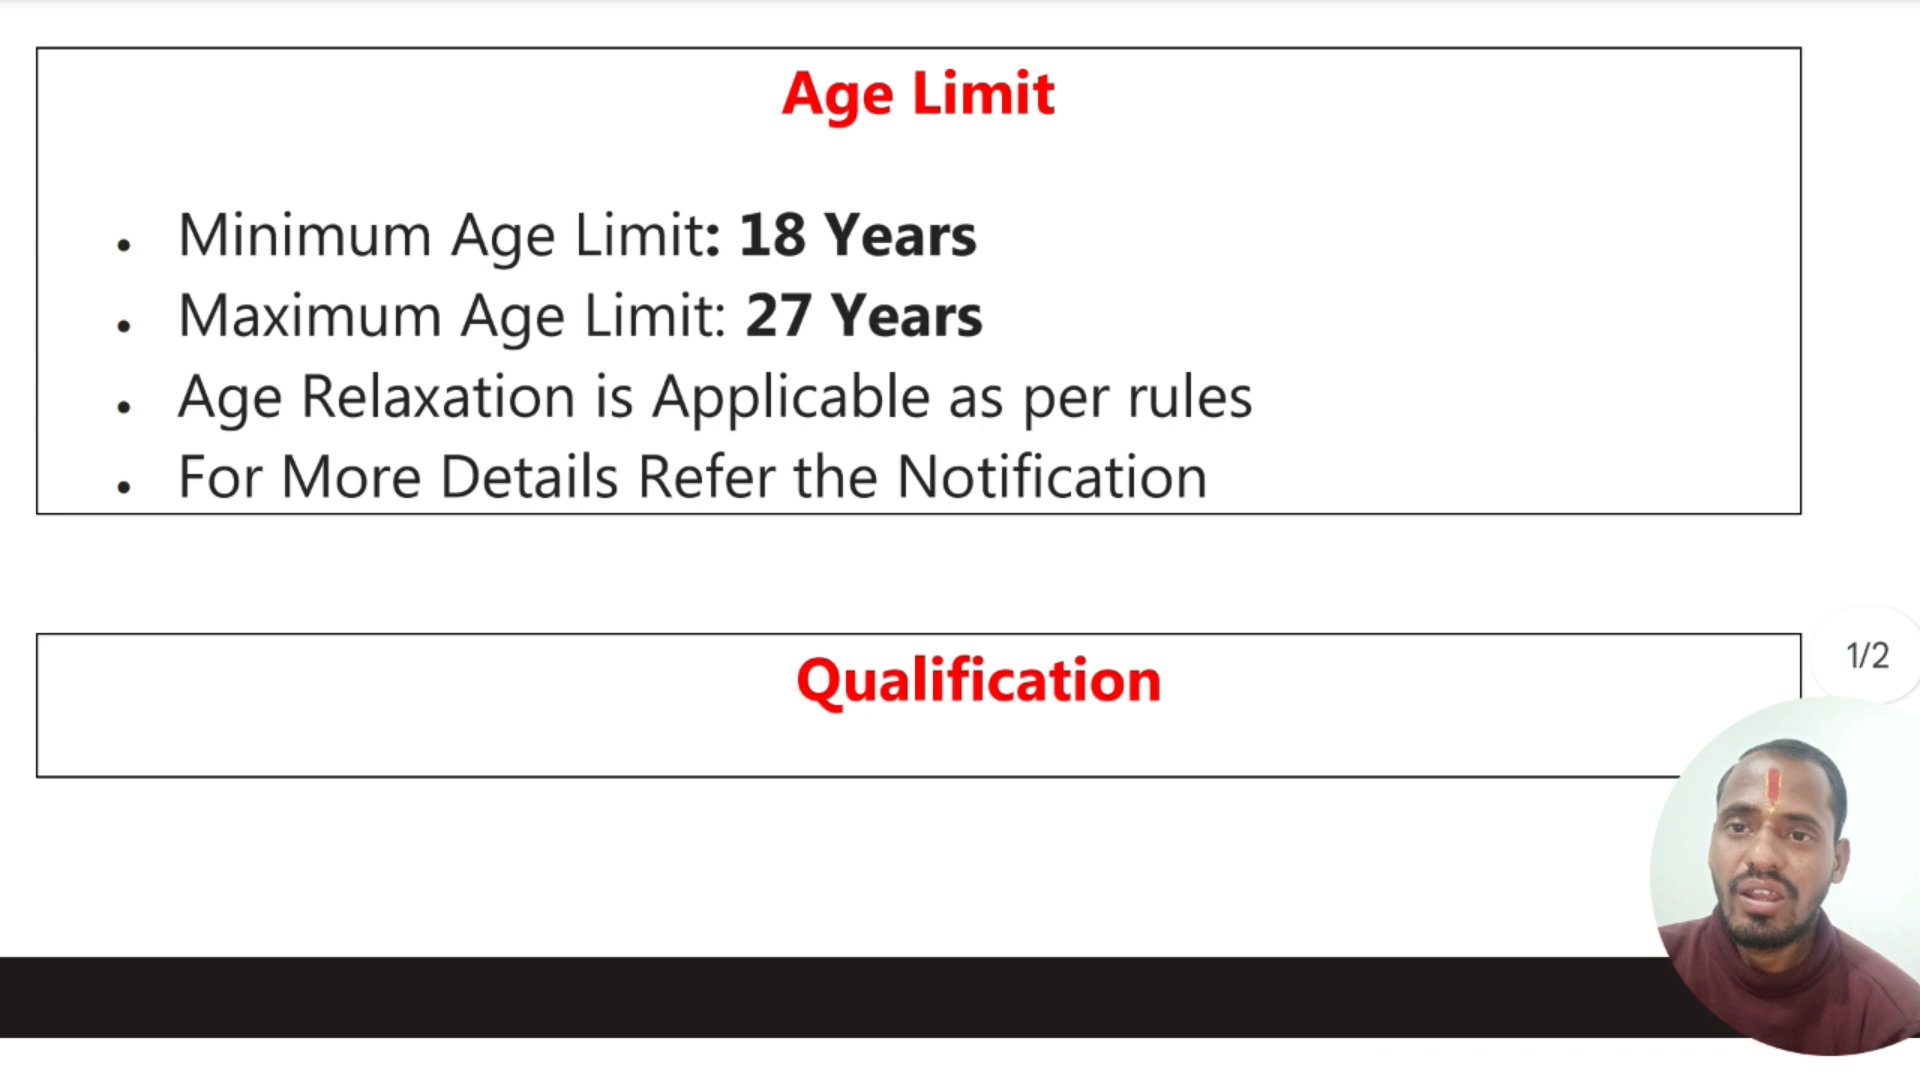 Age Limit
• Minimum Age Limit: 18 Years
• Maximum Age Limit: 27 Years
• Age Relaxation is Applicable as per rules
• For More Details Refer the Notification
Qualification
1/2